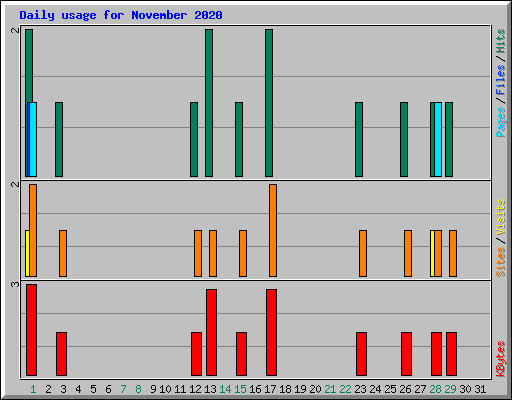 Daily usage for November 2020
2
2
3
Pages / Files / Hits
Sites / Visits
KBytes
1 2 3 4 5 6 7 8 9 10 11 12 13 14 15 16 17 18 19 20 21 22 23 24 25 26 27 28 29 30 31